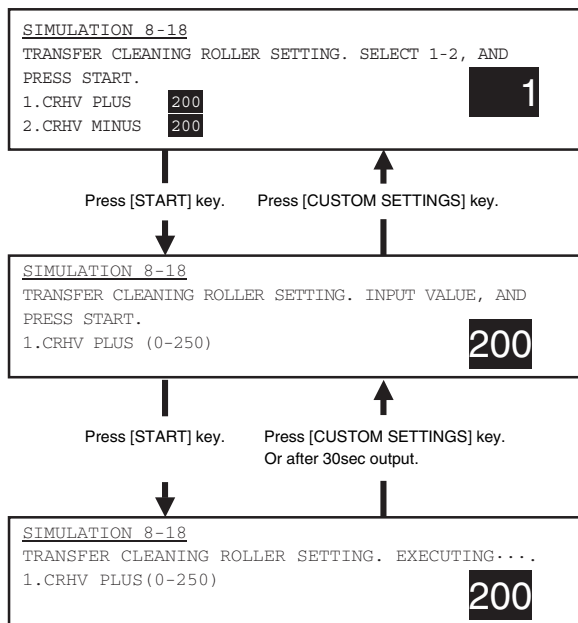 SIMULATION 8-18
TRANSFER CLEANING ROLLER SETTING. SELECT 1-2, AND
PRESS START.
1
1.CRHV PLUS 200
2.CRHV MINUS 200
Press [START] key. Press [CUSTOM SETTINGS] key.
SIMULATION 8-18
TRANSFER CLEANING ROLLER SETTING. INPUT VALUE, AND
PRESS START.
1.CRHV PLUS (0-250)
200
Press [START] key. Press [CUSTOM SETTINGS] key.
Or after 30sec output.
SIMULATION 8-18
TRANSFER CLEANING ROLLER SETTING. EXECUTING····.
1.CRHV PLUS(0-250)
200